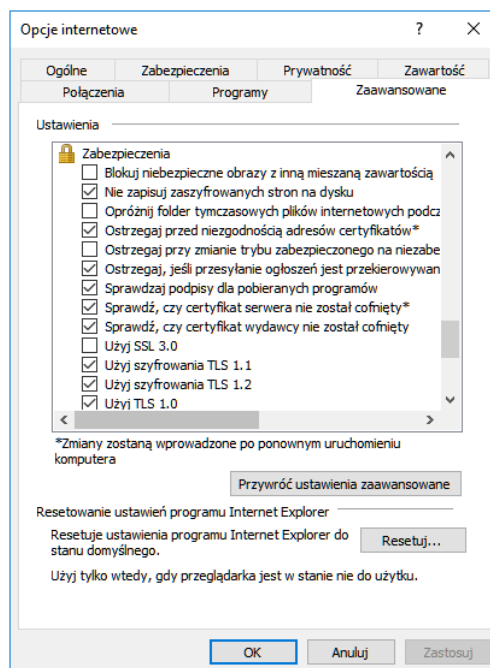 Opcje internetowe
Ogólne Zabezpieczenia Prywatność Zawartość
Połączenia Programy Zaawansowane
Ustawienia
Zabezpieczenia
Blokuj niebezpieczne obrazy z inną mieszaną zawartością
Nie zapisuj zaszyfrowanych stron na dysku
Opróżnij folder tymczasowych plików internetowych podcz
Ostrzegaj przed niezgodnością adresów certyfikatów*
Ostrzegaj przy zmianie trybu zabezpieczonego na niezabe
Ostrzegaj, jeśli przesyłanie ogłoszeń jest przekierowywan
Sprawdzaj podpisy dla pobieranych programów
Sprawdź, czy certyfikat serwera nie został cofnięty*
Sprawdź, czy certyfikat wydawcy nie został cofnięty
Użyj SSL 3.0
Użyj szyfrowania TLS 1.1
Użyj szyfrowania TLS 1.2
Użyj TLS 1.0
*Zmiany zostaną wprowadzone po ponownym uruchomieniu
komputera
Przywróć ustawienia zaawansowane
Resetowanie ustawień programu Internet Explorer
Resetuje ustawienia programu Internet Explorer do
stanu domyślnego.
Resetuj...
Użyj tylko wtedy, gdy przeglądarka jest w stanie nie do użytku.
OK Anuluj Zastosuj